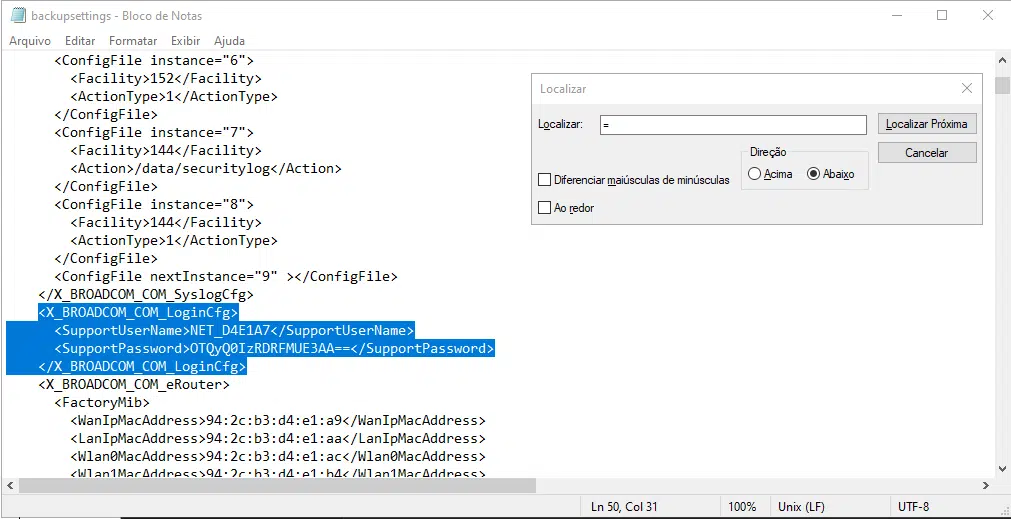 backupsettings - Bloco de Notas
Arquivo Editar Formatar Exibir Ajuda
<ConfigFile instance="6">
<Facility>152</Facility>
<ActionType>1</ActionType>
</ConfigFile>
<ConfigFile instance="7">
<Facility>144</Facility>
<Action>/data/securitylog</Action>
</ConfigFile>
<ConfigFile instance="8">
<Facility>144</Facility>
<ActionType>1</ActionType>
</ConfigFile>
<ConfigFile nextInstance="9" ></ConfigFile>
</X_BROADCOM_COM_SyslogCfg>
<X_BROADCOM_COM_LoginCfg>
<SupportUserName>NET_D4E1A7</SupportUserName>
<SupportPassword>OTQyQ0IzRDRFMUE3AA==</SupportPassword>
</X_BROADCOM_COM_LoginCfg>
<X_BROADCOM_COM_eRouter>
<FactoryMib>
<WanIpMacAddress>94:2c:b3:d4:e1:a9</WanIpMacAddress>
<LanIpMacAddress>94:2c:b3:d4:e1:aa</LanIpMacAddress>
<Wlan0MacAddress>94:2c:b3:d4:e1:ac</Wlan0MacAddress>
<Wlan1MacAddress>94:2c:b3:d4:e1:b4</Wlan1MacAddress>
Localizar
Localizar: =
Localizar Próxima
Cancelar
Direção
Acima Abaixo
Diferenciar maiúsculas de minúsculas
Ao redor
Ln 50, Col 31 100% Unix (LF) UTF-8